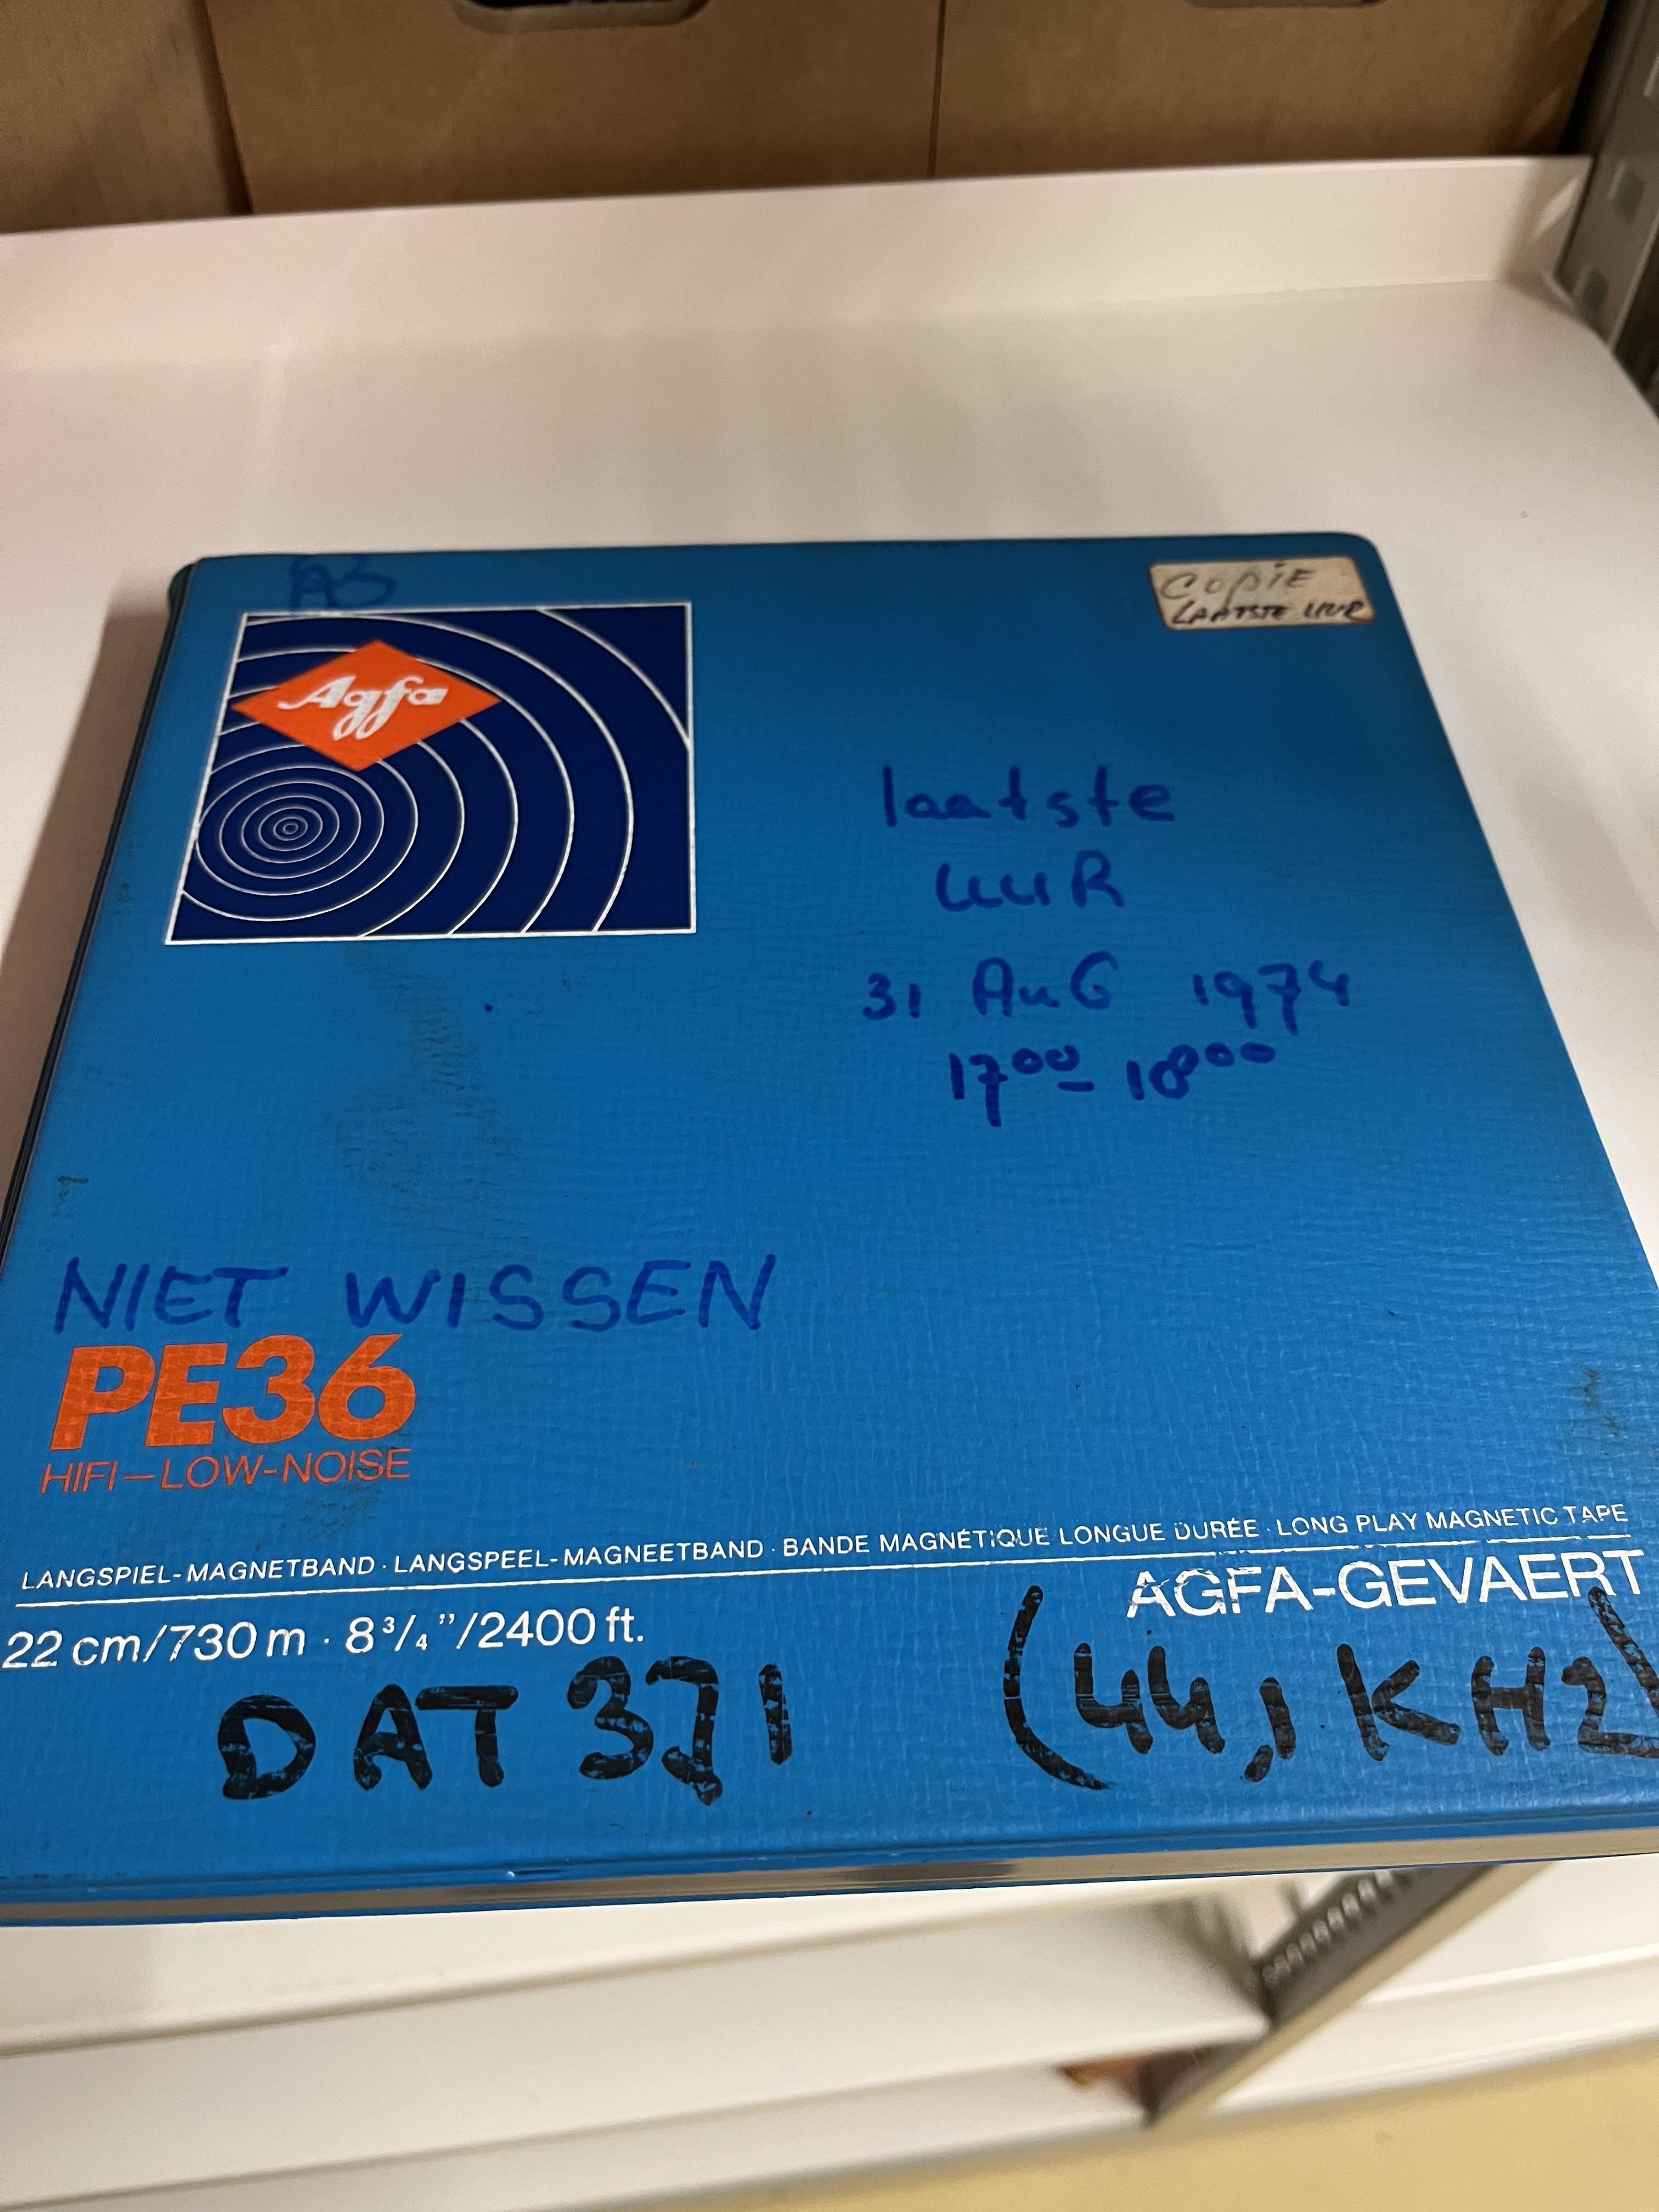 A3
COPIE
LAATSTE UUR
Agfa
laatste
uuR
31 AuG 1974
17⁰⁰ - 18⁰⁰
NIET WISSEN
PE36
HIFI–LOW-NOISE
LANGSPIEL-MAGNETBAND · LANGSPEEL-MAGNEETBAND · BANDE MAGNÉTIQUE LONGUE DURÉE · LONG PLAY MAGNETIC TAPE
AGFA-GEVAERT
22 cm/730 m · 8 3/4"/2400 ft.
DAT 371 (44,1 KHz)